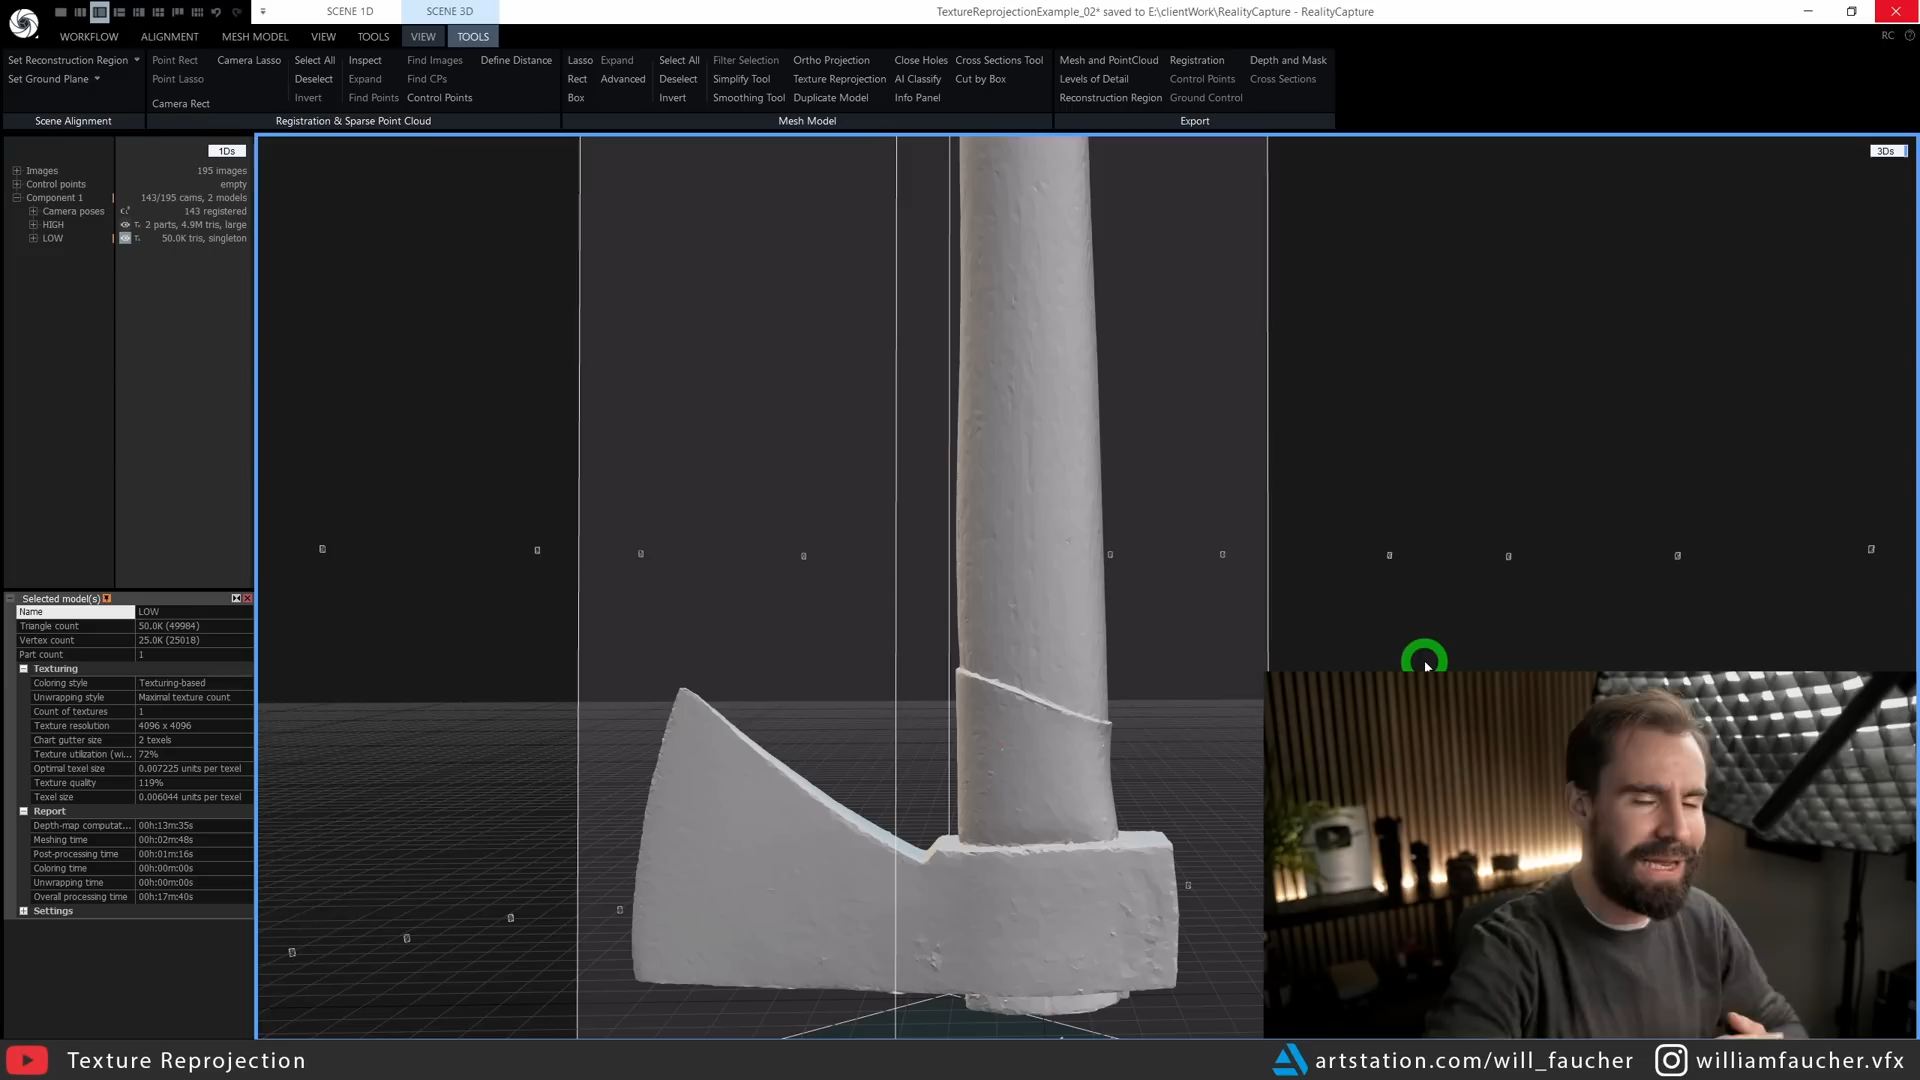 SCENE 1D
SCENE 3D
TextureReprojectionExample_02* saved to E:\clientWork\RealityCapture - RealityCapture
WORKFLOW
ALIGNMENT
MESH MODEL
VIEW
TOOLS
VIEW
TOOLS
RC
Set Reconstruction Region
Point Rect
Camera Lasso
Select All
Inspect
Find Images
Define Distance
Lasso
Expand
Select All
Filter Selection
Ortho Projection
Close Holes
Cross Sections Tool
Mesh and PointCloud
Registration
Depth and Mask
Set Ground Plane
Point Lasso
Deselect
Expand
Find CPs
Rect
Advanced
Deselect
Simplify Tool
Texture Reprojection
AI Classify
Cut by Box
Levels of Detail
Control Points
Cross Sections
Camera Rect
Invert
Find Points
Control Points
Box
Invert
Smoothing Tool
Duplicate Model
Info Panel
Reconstruction Region
Ground Control
Scene Alignment
Registration & Sparse Point Cloud
Mesh Model
Export
1Ds
3Ds
Images 195 images
Control points empty
Component 1 143/195 cams, 2 models
Camera poses 143 registered
HIGH 2 parts, 4.9M tris, large
LOW 50.0K tris, singleton
Selected model(s)
Name LOW
Triangle count 50.0K (49984)
Vertex count 25.0K (25018)
Part count 1
Texturing
Coloring style Texturing-based
Unwrapping style Maximal texture count
Count of textures 1
Texture resolution 4096 x 4096
Chart gutter size 2 texels
Texture utilization (wi... 72%
Optimal texel size 0.007225 units per texel
Texture quality 119%
Texel size 0.006044 units per texel
Report
Depth-map computat... 00h:13m:35s
Meshing time 00h:02m:48s
Post-processing time 00h:01m:16s
Coloring time 00h:00m:00s
Unwrapping time 00h:00m:00s
Overall processing time 00h:17m:40s
Settings
Texture Reprojection
artstation.com/will_faucher
williamfaucher.vfx